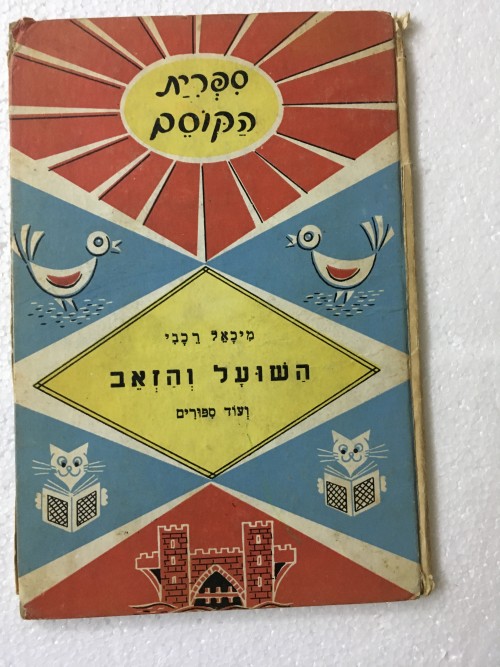 סִפְרִיַּת
הַקּוֹסֵם
מִיכָאֵל רֵכָבִי
הַשּׁוּעָל וְהַזְּאֵב
וְעוֹד סִפּוּרִים